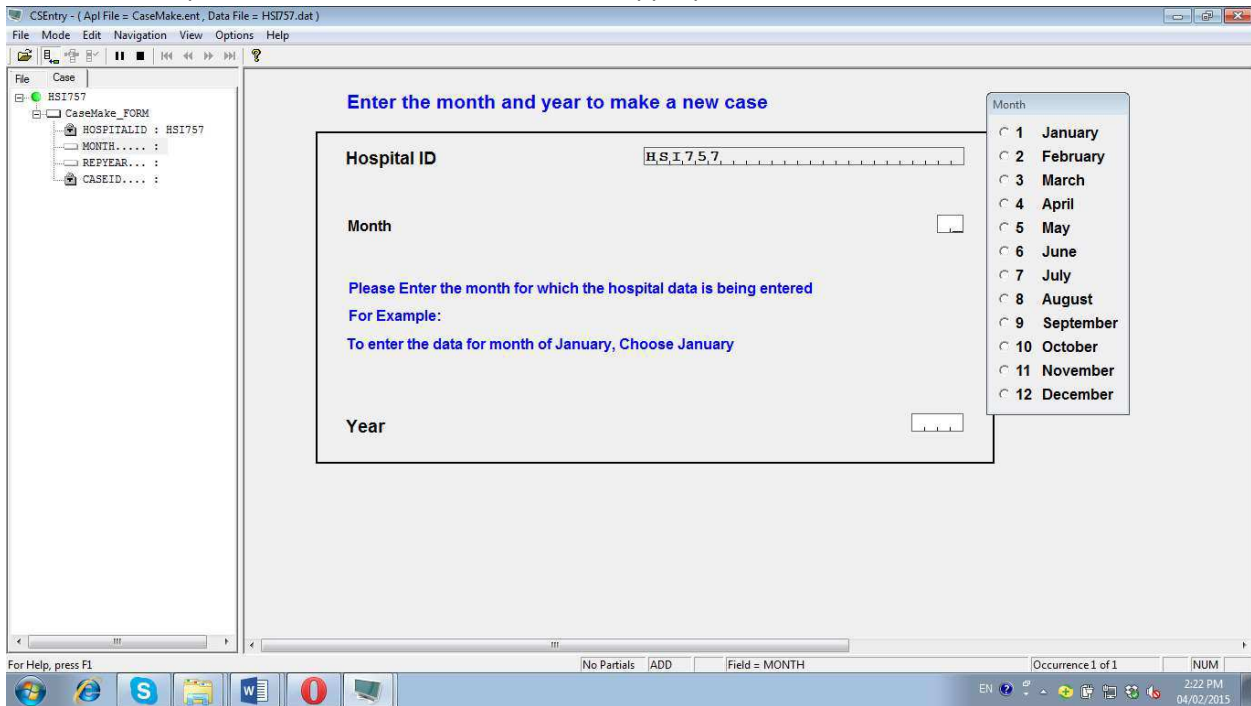 CSEntry - ( Apl File = CaseMake.ent , Data File = HSI757.dat )
File Mode Edit Navigation View Options Help
File Case
HSI757
CaseMake_FORM
HOSPITALID : HSI757
MONTH..... :
REPYEAR... :
CASEID.... :
Enter the month and year to make a new case
Hospital ID HSI757
Month
Please Enter the month for which the hospital data is being entered
For Example:
To enter the data for month of January, Choose January
Year
Month
1 January
2 February
3 March
4 April
5 May
6 June
7 July
8 August
9 September
10 October
11 November
12 December
For Help, press F1 No Partials ADD Field = MONTH Occurrence 1 of 1 NUM
EN 2:22 PM
04/02/2015